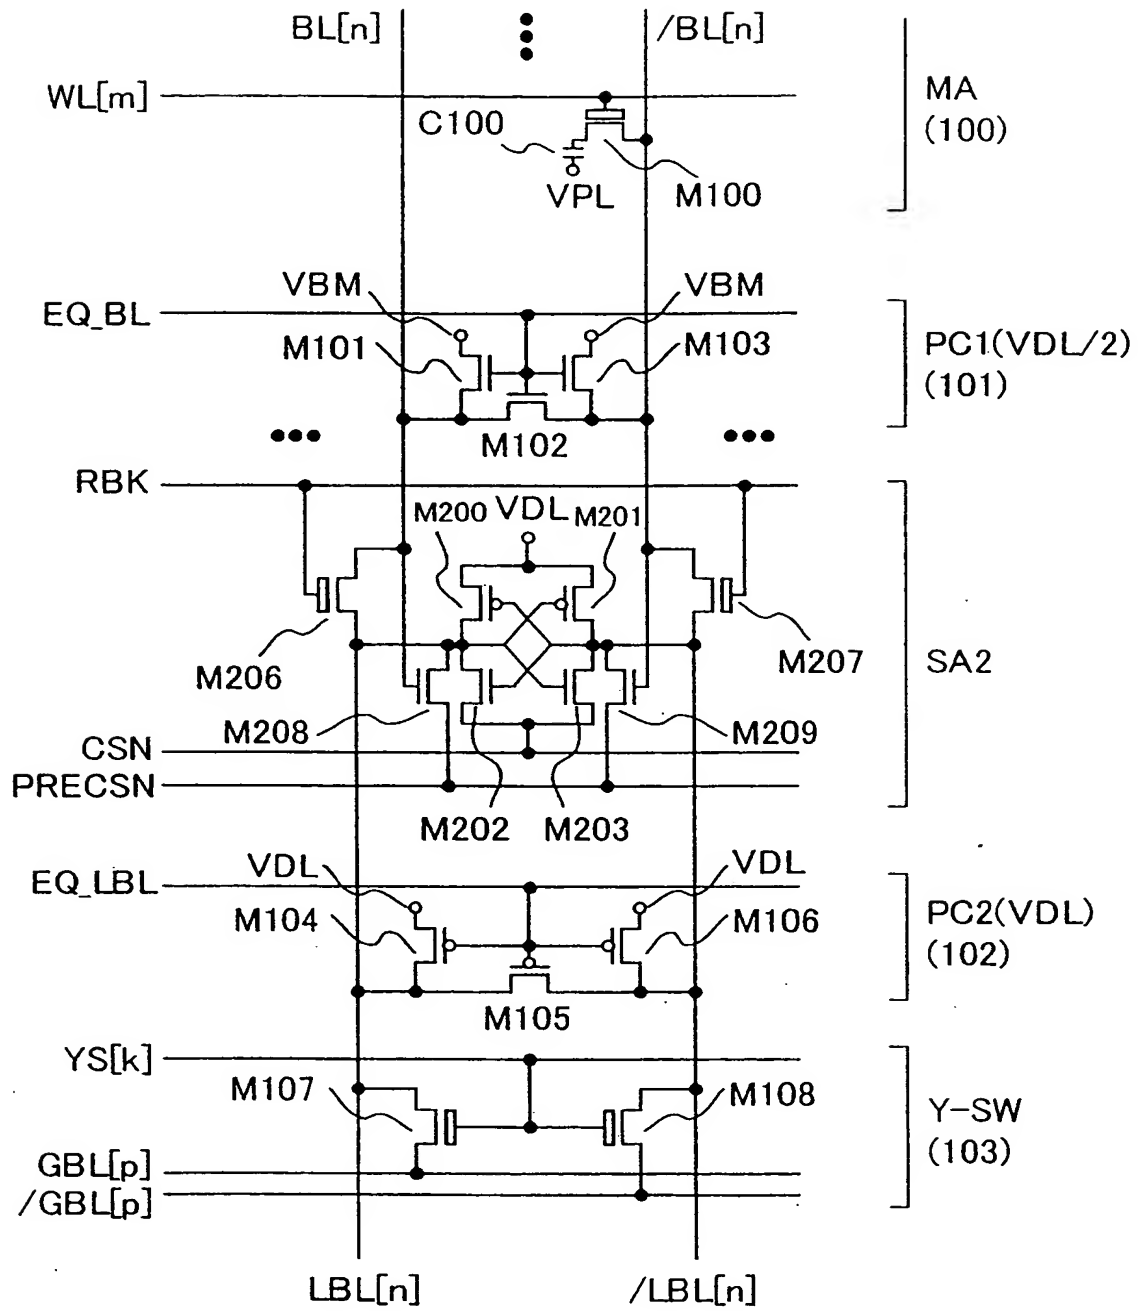 BL[n]
/BL[n]
WL[m]
C100
VPL
M100
MA
(100)
EQ_BL
VBM
VBM
M101
M103
M102
PC1(VDL/2)
(101)
RBK
M200
VDL
M201
M206
M207
M208
M209
SA2
CSN
PRECSN
M202
M203
EQ_LBL
VDL
VDL
M104
M106
M105
PC2(VDL)
(102)
YS[k]
M107
M108
Y-SW
(103)
GBL[p]
/GBL[p]
LBL[n]
/LBL[n]